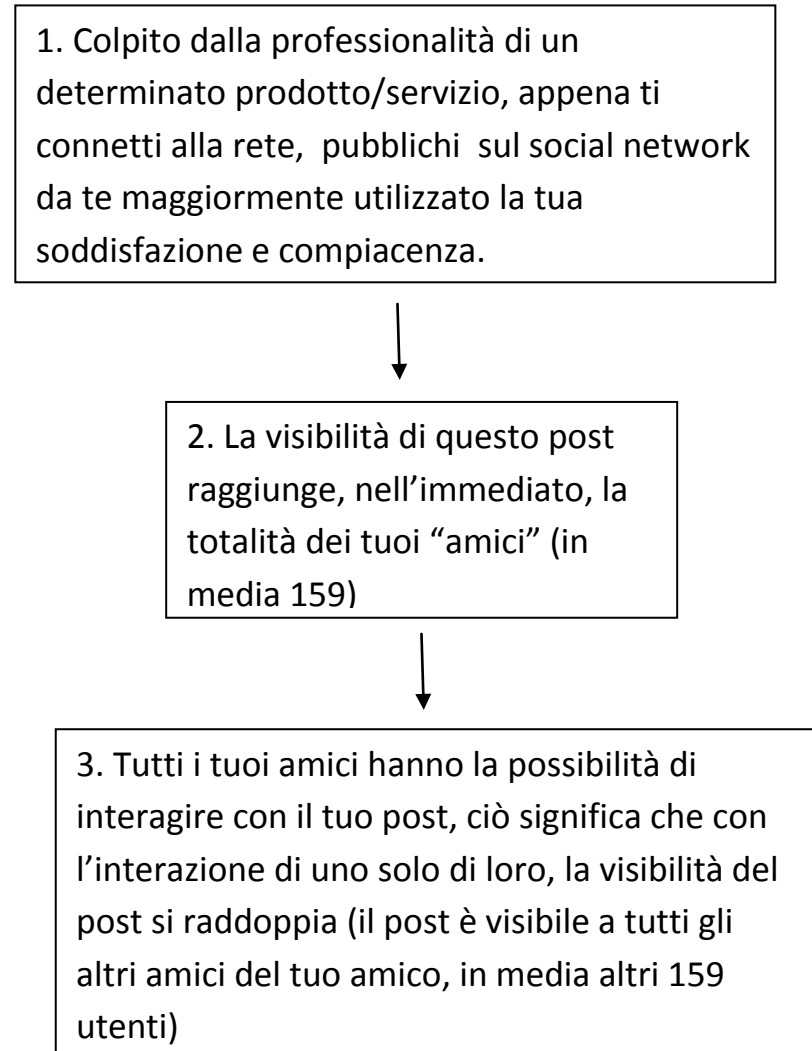 1. Colpito dalla professionalità di un
determinato prodotto/servizio, appena ti
connetti alla rete,  pubblichi  sul social network
da te maggiormente utilizzato la tua
soddisfazione e compiacenza.
2. La visibilità di questo post
raggiunge, nell’immediato, la
totalità dei tuoi “amici” (in
media 159)
3. Tutti i tuoi amici hanno la possibilità di
interagire con il tuo post, ciò significa che con
l’interazione di uno solo di loro, la visibilità del
post si raddoppia (il post è visibile a tutti gli
altri amici del tuo amico, in media altri 159
utenti)